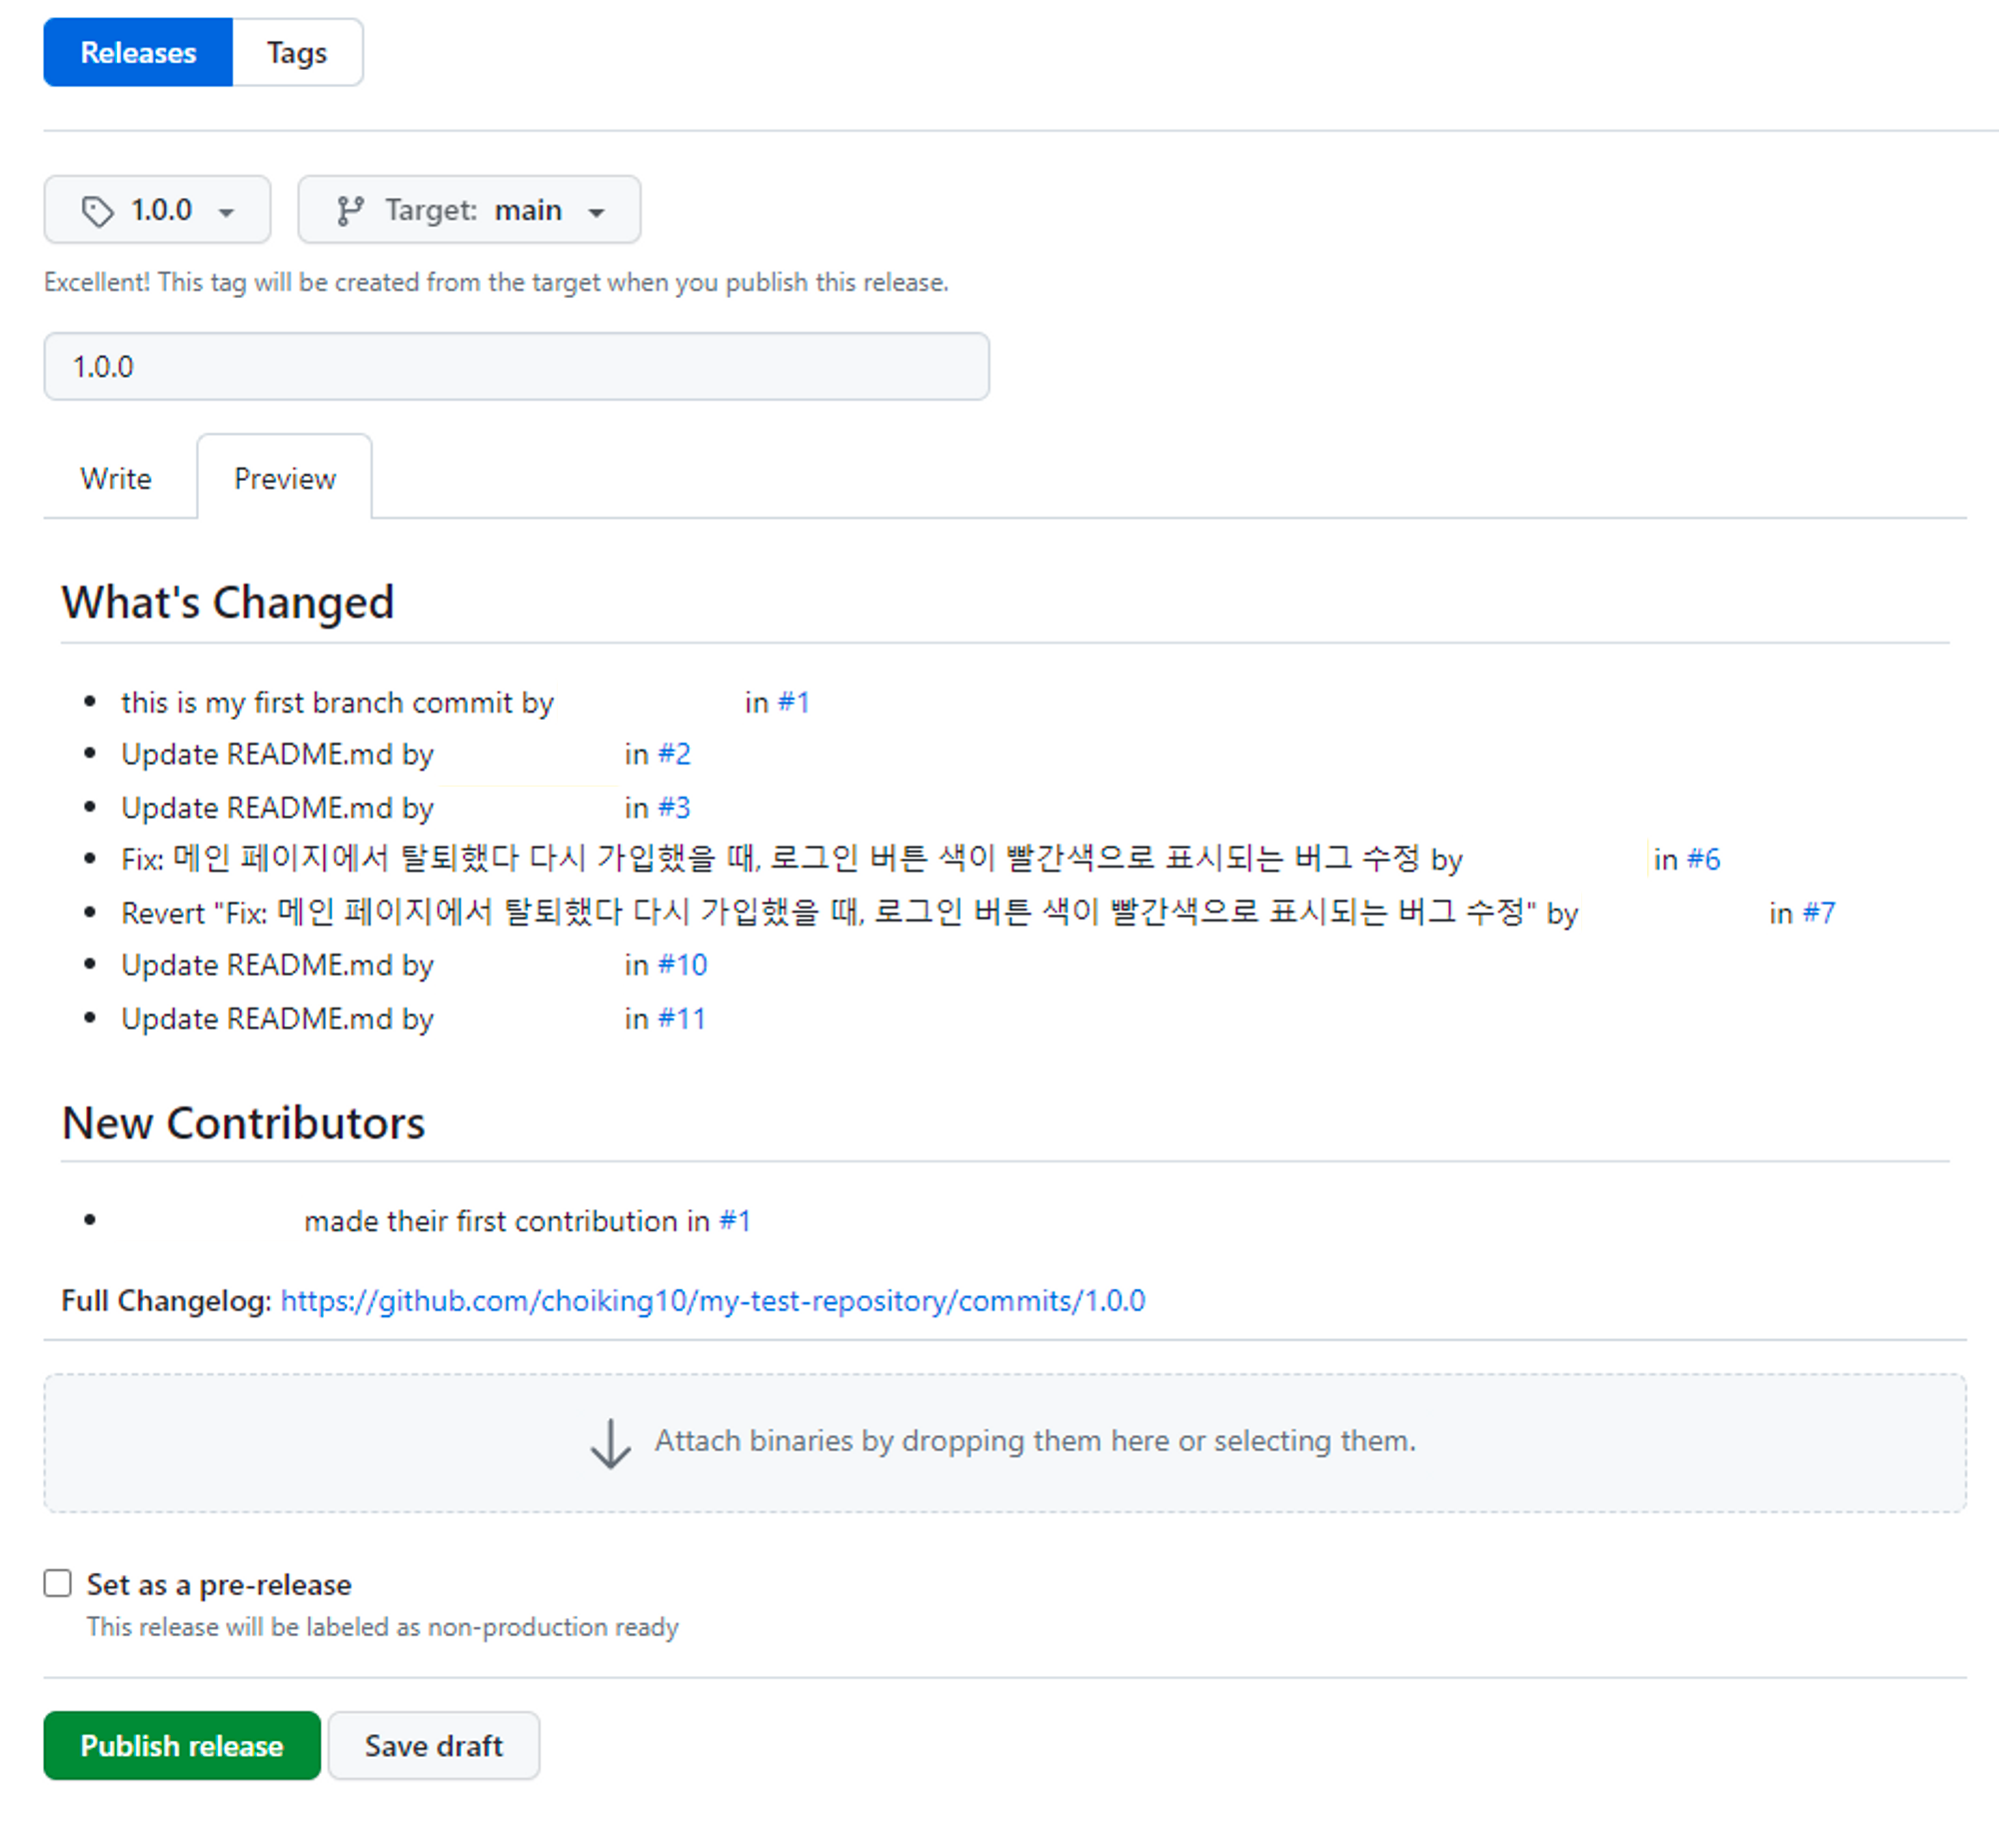 Releases Tags
1.0.0 Target: main
Excellent! This tag will be created from the target when you publish this release.
1.0.0
Write Preview
What's Changed
this is my first branch commit by in #1
Update README.md by in #2
Update README.md by in #3
Fix: 메인 페이지에서 탈퇴했다 다시 가입했을 때, 로그인 버튼 색이 빨간색으로 표시되는 버그 수정 by in #6
Revert "Fix: 메인 페이지에서 탈퇴했다 다시 가입했을 때, 로그인 버튼 색이 빨간색으로 표시되는 버그 수정" by in #7
Update README.md by in #10
Update README.md by in #11
New Contributors
made their first contribution in #1
Full Changelog: https://github.com/choiking10/my-test-repository/commits/1.0.0
Attach binaries by dropping them here or selecting them.
Set as a pre-release
This release will be labeled as non-production ready
Publish release Save draft